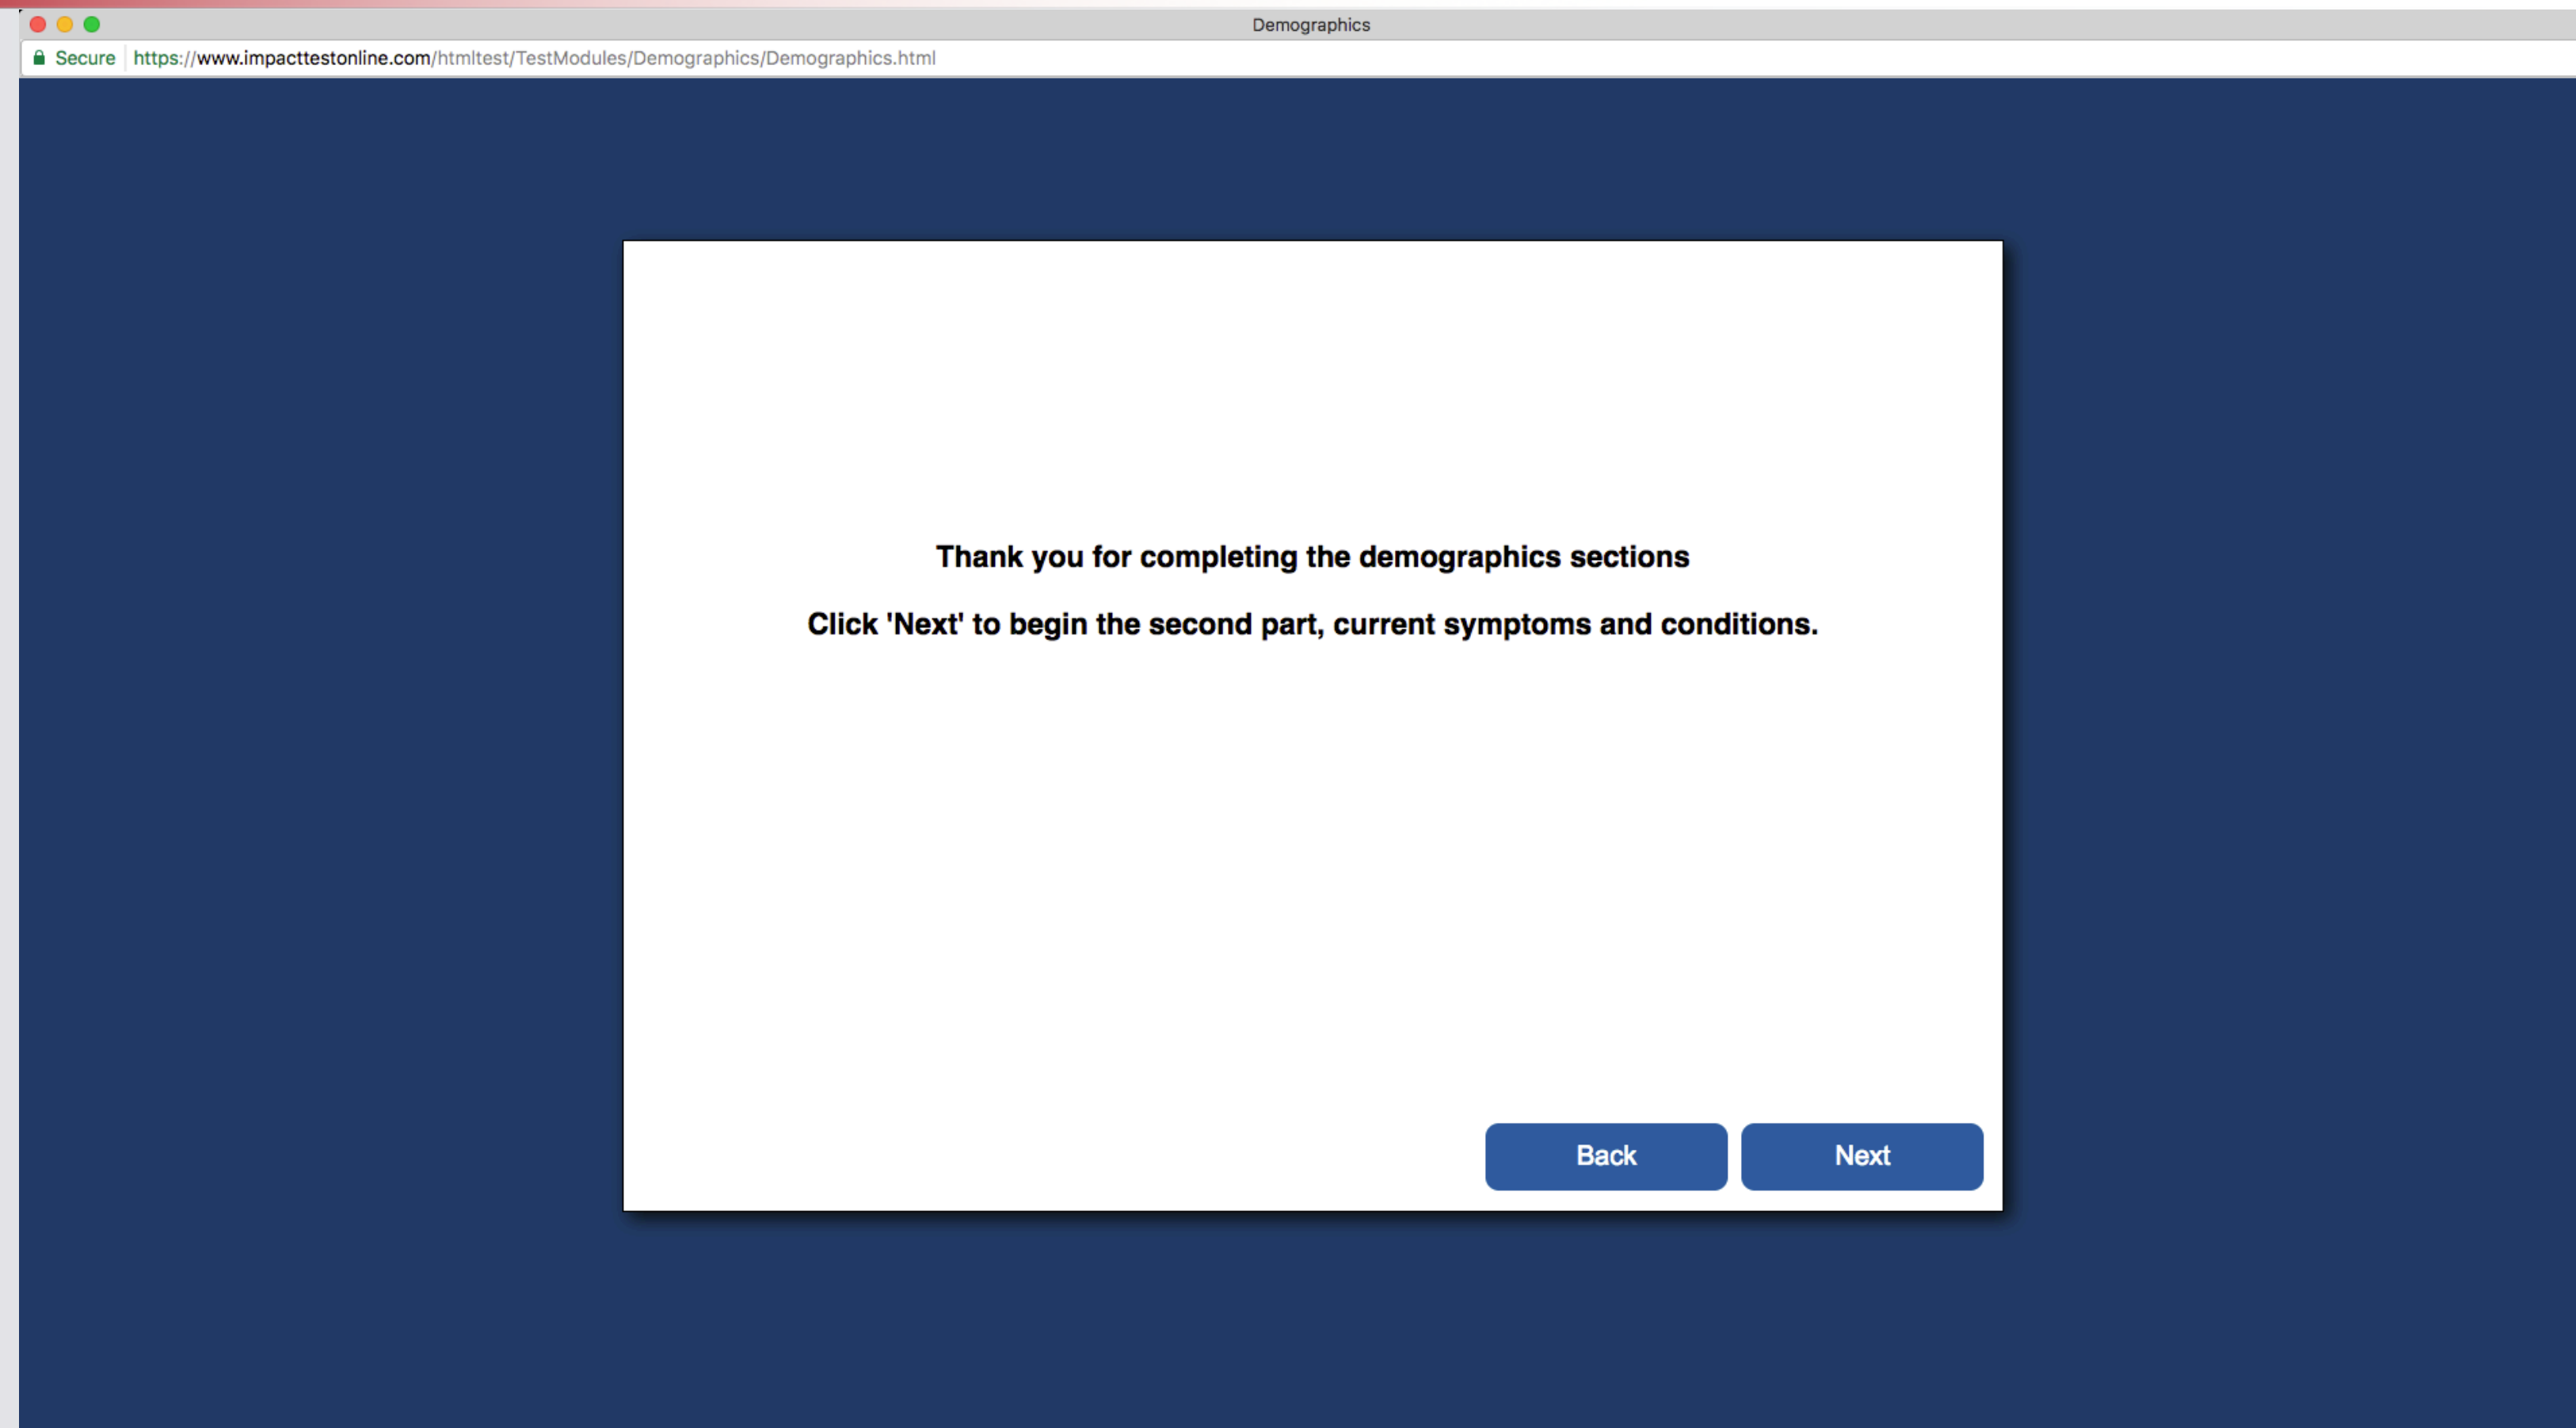 Demographics
Secure https://www.impacttestonline.com/htmltest/TestModules/Demographics/Demographics.html
Thank you for completing the demographics sections
Click 'Next' to begin the second part, current symptoms and conditions.
Back Next